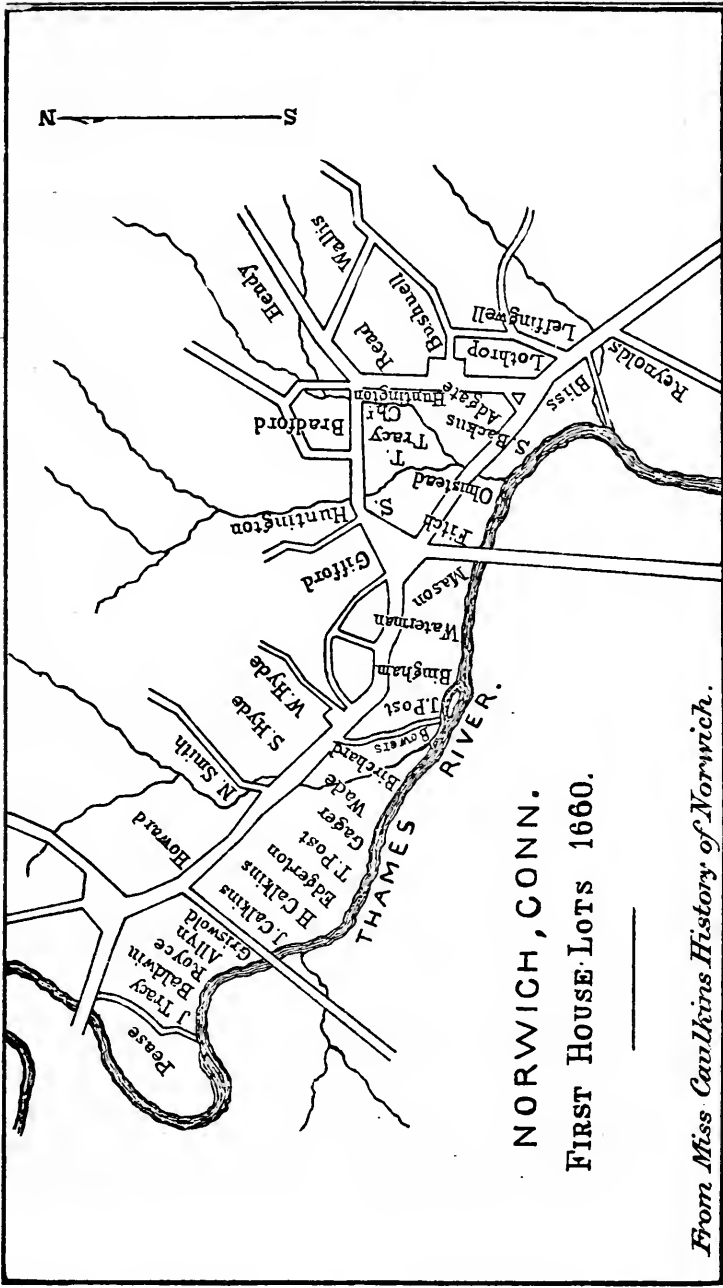 N
S
Pease
J Tracy
Baldwin
Royce
Allyn
Griswold
J. Calkins
H Calkins
Edgerton
T. Post
Gager
Wade
Birchard
Bowers
J. Post
Bingham
Waterman
Mason
Fitch
Olmstead
S. Backus
Adgate
Huntington
Chr.
T.
Tracy
S.
Huntington
Bradford
Gifford
W. Hyde
S. Hyde
N. Smith
Howard
Hendy
Wallis
Read
Bushnell
Lothrop
Leffingwell
Bliss
Reynolds
THAMES RIVER.
NORWICH, CONN.
FIRST HOUSE LOTS 1660.
From Miss Caulkins History of Norwich.